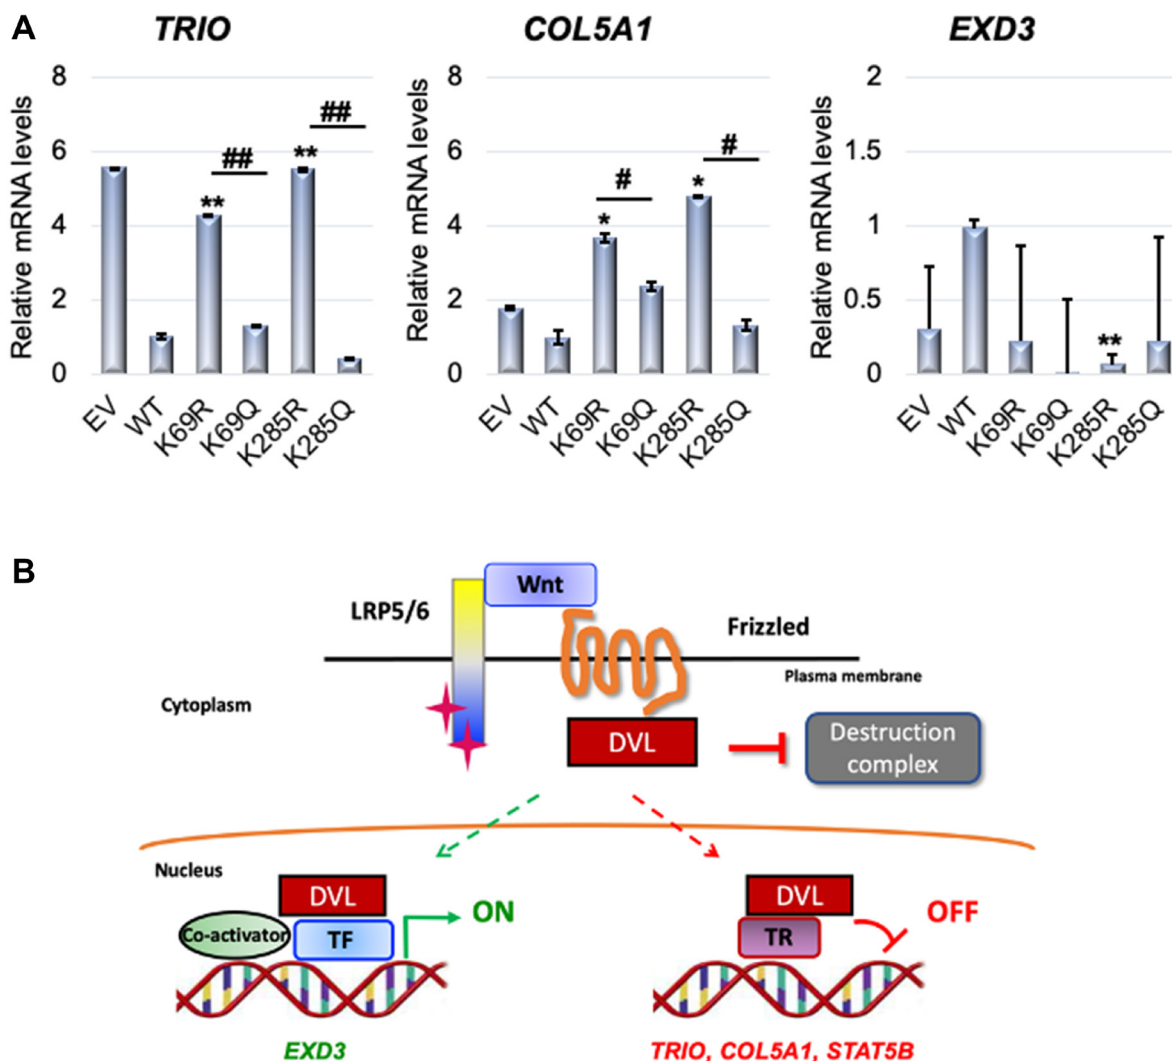 A
TRIO
COL5A1
EXD3
Relative mRNA levels
8
6
4
2
0
##
##
**
**
EV
WT
K69R
K69Q
K285R
K285Q
Relative mRNA levels
8
6
4
2
0
#
#
*
*
EV
WT
K69R
K69Q
K285R
K285Q
Relative mRNA levels
2
1.5
1
0.5
0
**
EV
WT
K69R
K69Q
K285R
K285Q
B
Wnt
LRP5/6
Frizzled
Plasma membrane
Cytoplasm
DVL
Destruction
complex
Nucleus
DVL
ON
Co-activator
TF
EXD3
DVL
OFF
TR
TRIO, COL5A1, STAT5B